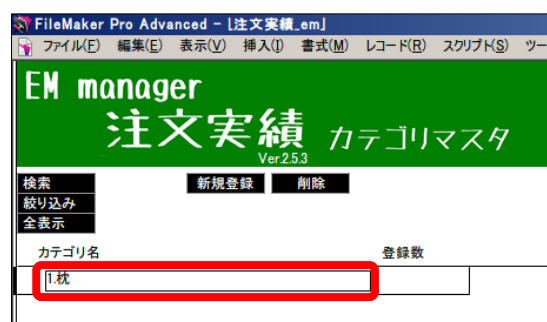 FileMaker Pro Advanced - [注文実績_em]
ファイル(F) 編集(E) 表示(V) 挿入(I) 書式(M) レコード(R) スクリプト(S) ツー
EM manager
注文実績 カテゴリマスタ
Ver.2.5.3
検索 新規登録 削除
絞り込み
全表示
カテゴリ名 登録数
1.枕